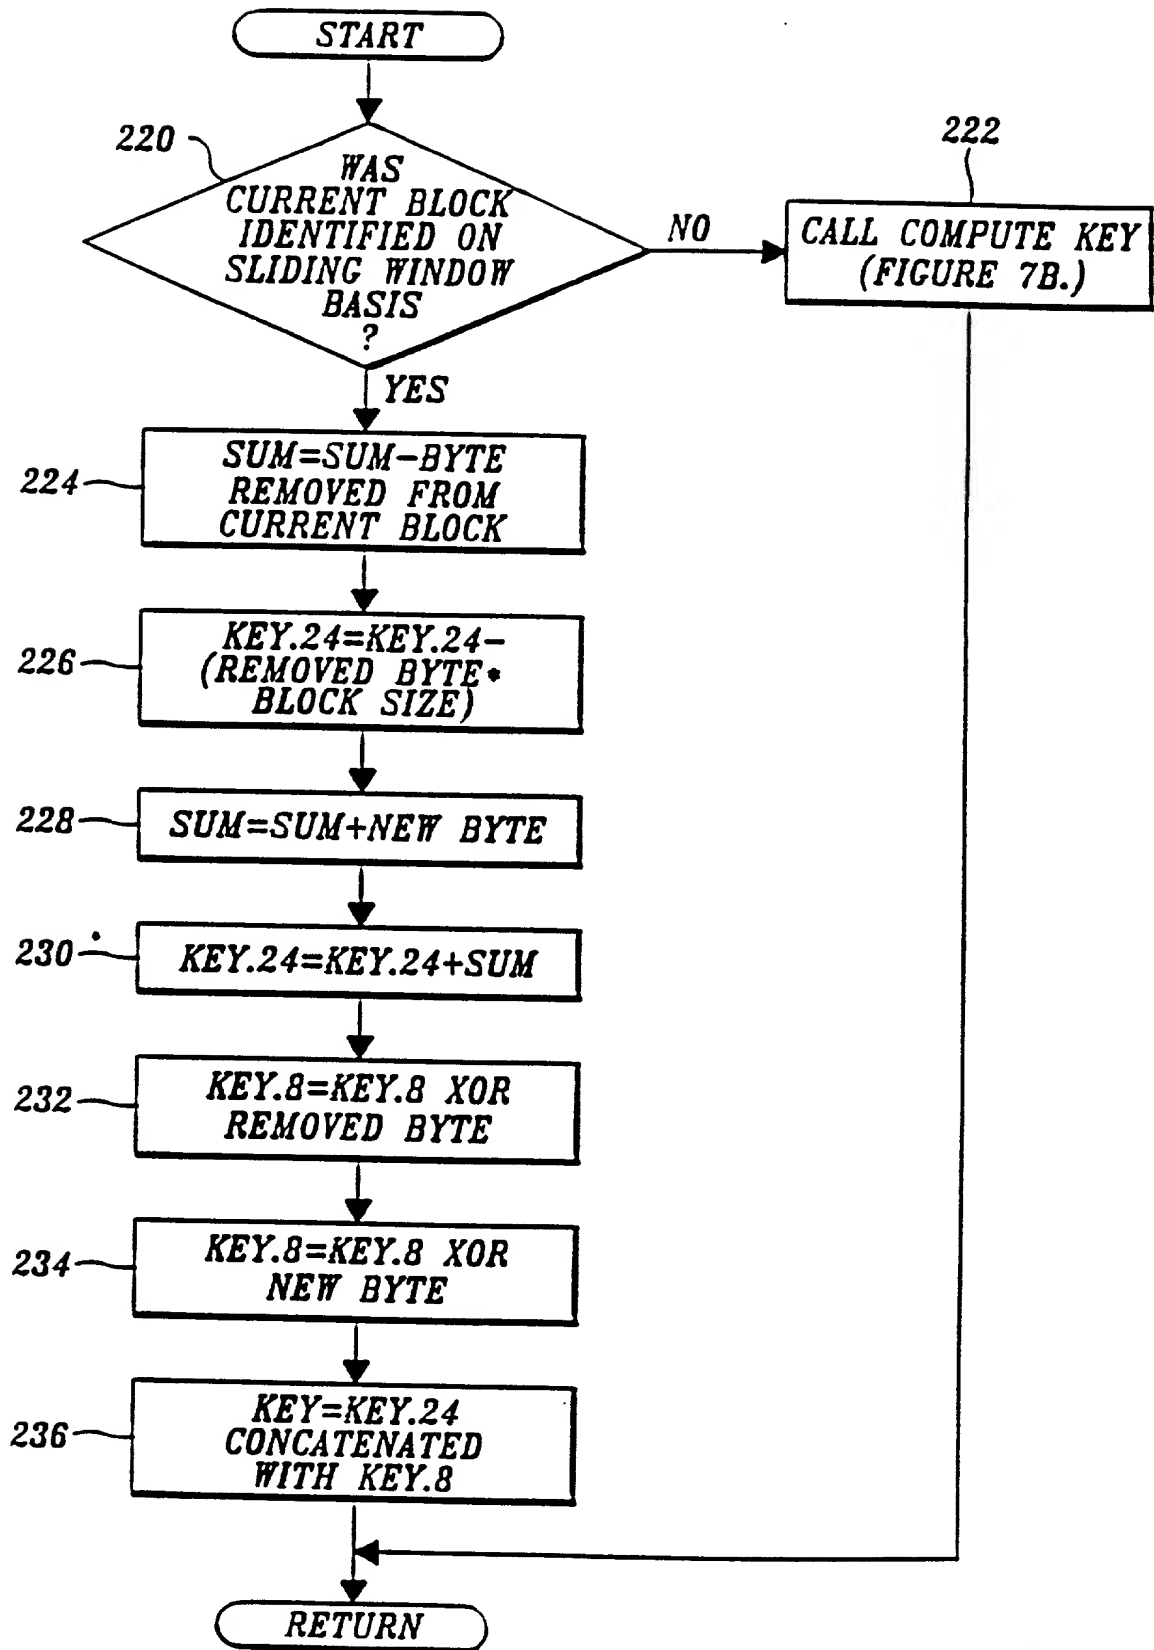 START
220
WAS
CURRENT BLOCK
IDENTIFIED ON
SLIDING WINDOW
BASIS
?
NO
222
CALL COMPUTE KEY
(FIGURE 7B.)
YES
224
SUM=SUM-BYTE
REMOVED FROM
CURRENT BLOCK
226
KEY.24=KEY.24-
(REMOVED BYTE*
BLOCK SIZE)
228
SUM=SUM+NEW BYTE
230
KEY.24=KEY.24+SUM
232
KEY.8=KEY.8 XOR
REMOVED BYTE
234
KEY.8=KEY.8 XOR
NEW BYTE
236
KEY=KEY.24
CONCATENATED
WITH KEY.8
RETURN